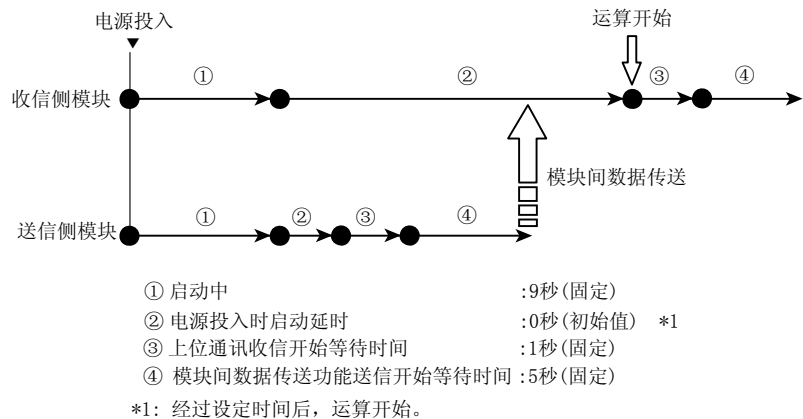 电源投入
运算开始
① ② ③ ④
收信侧模块
模块间数据传送
① ② ③ ④
送信侧模块
① 启动中 :9秒(固定)
② 电源投入时启动延时 :0秒(初始值) *1
③ 上位通讯收信开始等待时间 :1秒(固定)
④ 模块间数据传送功能送信开始等待时间 :5秒(固定)
*1: 经过设定时间后，运算开始。